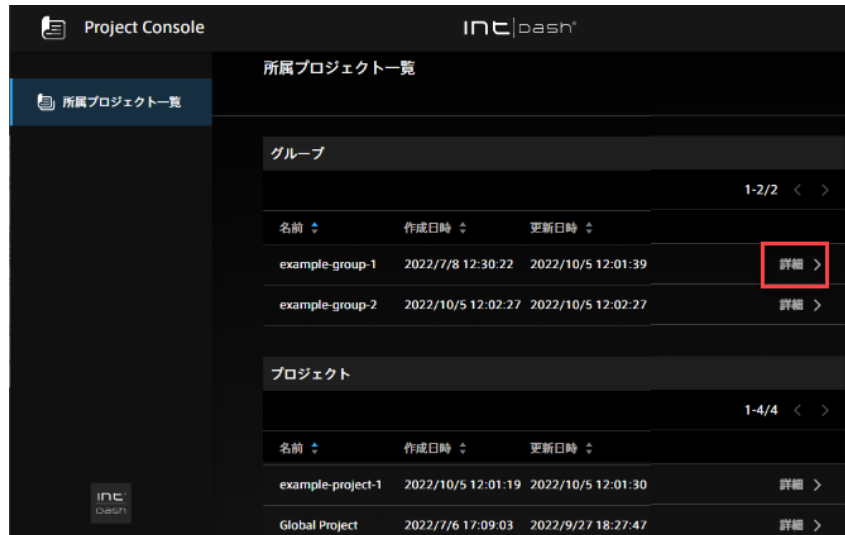 Project Console
intdash
所属プロジェクト一覧
所属プロジェクト一覧
グループ
1-2/2 < >
名前 作成日時 更新日時
example-group-1 2022/7/8 12:30:22 2022/10/5 12:01:39 詳細 >
example-group-2 2022/10/5 12:02:27 2022/10/5 12:02:27 詳細 >
プロジェクト
1-4/4 < >
名前 作成日時 更新日時
example-project-1 2022/10/5 12:01:19 2022/10/5 12:01:30 詳細 >
Global Project 2022/7/6 17:09:03 2022/9/27 18:27:47 詳細 >
int
dash